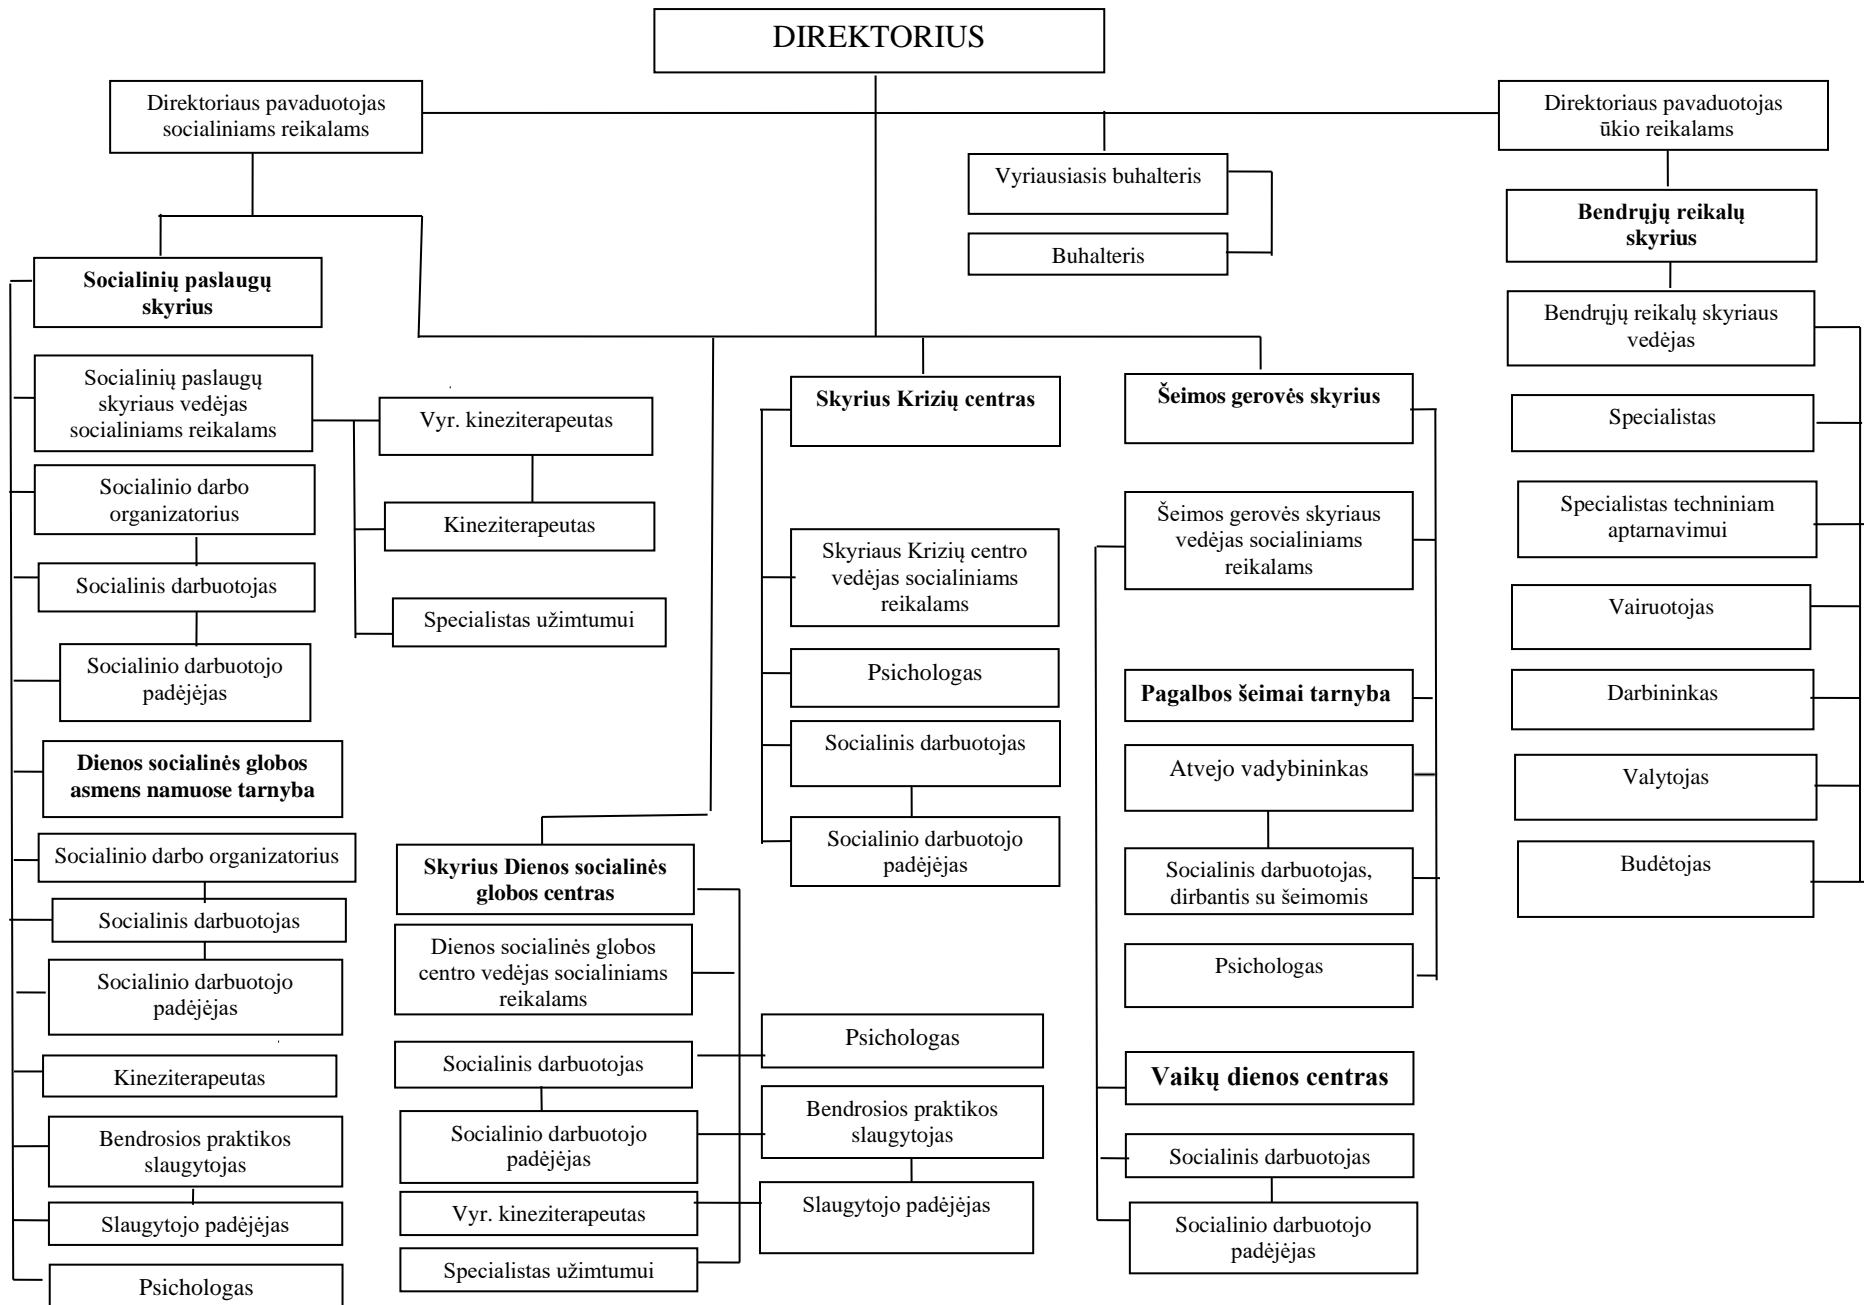 DIREKTORIUS
Direktoriaus pavaduotojas
socialiniams reikalams
Direktoriaus pavaduotojas
ūkio reikalams
Vyriausiasis buhalteris
Buhalteris
Bendrųjų reikalų
skyrius
Bendrųjų reikalų skyriaus
vedėjas
Specialistas
Specialistas techniniam
aptarnavimui
Vairuotojas
Darbininkas
Valytojas
Budėtojas
Socialinių paslaugų
skyrius
Socialinių paslaugų
skyriaus vedėjas
socialiniams reikalams
Vyr. kineziterapeutas
Kineziterapeutas
Specialistas užimtumui
Socialinio darbo
organizatorius
Socialinis darbuotojas
Socialinio darbuotojo
padėjėjas
Dienos socialinės globos
asmens namuose tarnyba
Socialinio darbo organizatorius
Socialinis darbuotojas
Socialinio darbuotojo
padėjėjas
Kineziterapeutas
Bendrosios praktikos
slaugytojas
Slaugytojo padėjėjas
Psichologas
Skyrius Dienos socialinės
globos centras
Dienos socialinės globos
centro vedėjas socialiniams
reikalams
Socialinis darbuotojas
Socialinio darbuotojo
padėjėjas
Vyr. kineziterapeutas
Specialistas užimtumui
Psichologas
Bendrosios praktikos
slaugytojas
Slaugytojo padėjėjas
Skyrius Krizių centras
Skyriaus Krizių centro
vedėjas socialiniams
reikalams
Psichologas
Socialinis darbuotojas
Socialinio darbuotojo
padėjėjas
Šeimos gerovės skyrius
Šeimos gerovės skyriaus
vedėjas socialiniams
reikalams
Pagalbos šeimai tarnyba
Atvejo vadybininkas
Socialinis darbuotojas,
dirbantis su šeimomis
Psichologas
Vaikų dienos centras
Socialinis darbuotojas
Socialinio darbuotojo
padėjėjas